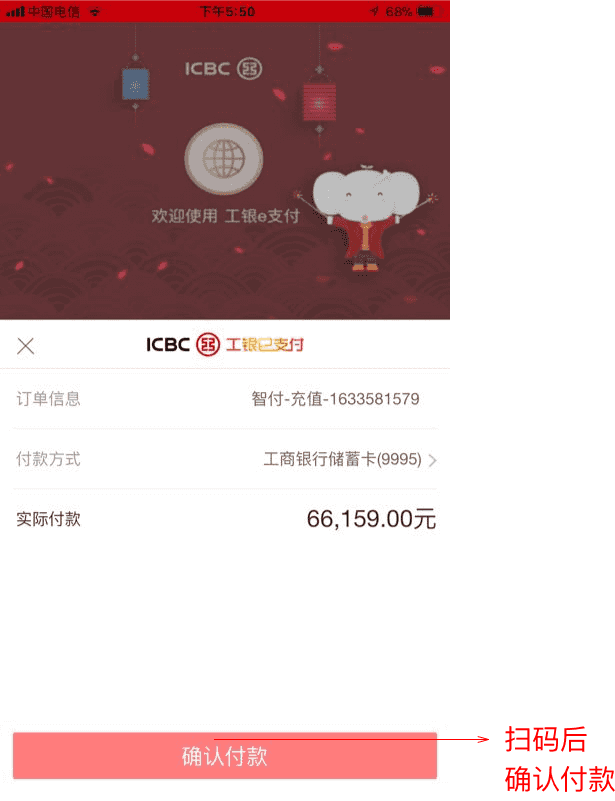 中国电信 下午5:50 68%
ICBC
欢迎使用 工银e支付
ICBC 工银e支付
订单信息 智付-充值-1633581579
付款方式 工商银行储蓄卡(9995)
实际付款 66,159.00元
确认付款
扫码后
确认付款